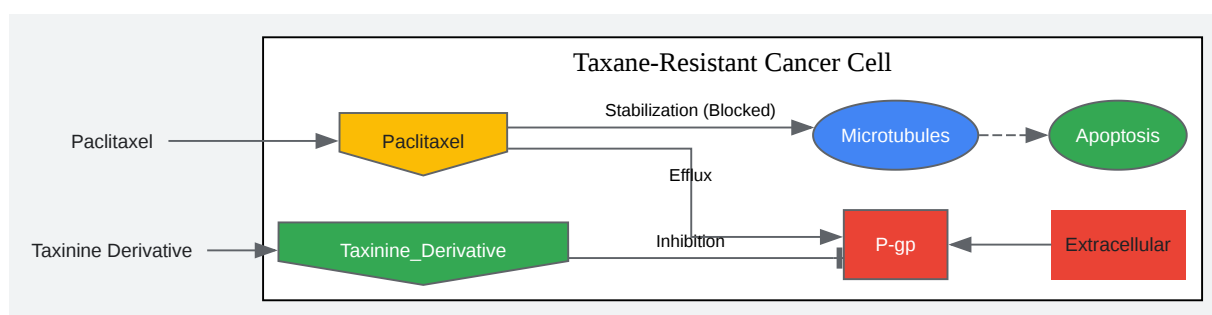 Taxane-Resistant Cancer Cell
Stabilization (Blocked)
Paclitaxel
Paclitaxel
Microtubules
Apoptosis
Efflux
Inhibition
Taxinine Derivative
Taxinine_Derivative
P-gp
Extracellular